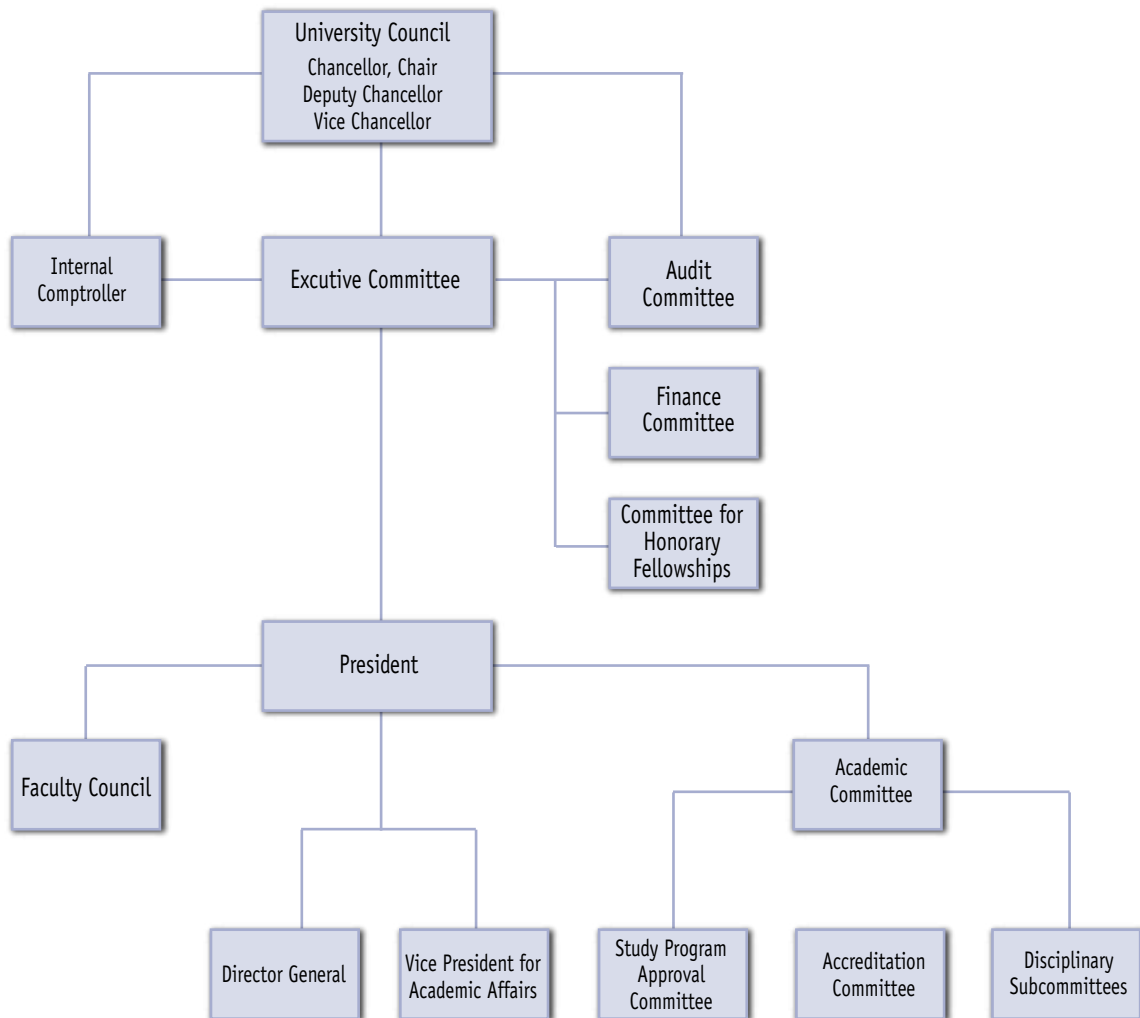 University Council
Chancellor, Chair
Deputy Chancellor
Vice Chancellor
Internal
Comptroller
Excutive Committee
Audit
Committee
Finance
Committee
Committee for
Honorary
Fellowships
President
Faculty Council
Academic
Committee
Director General
Vice President for
Academic Affairs
Study Program
Approval
Committee
Accreditation
Committee
Disciplinary
Subcommittees